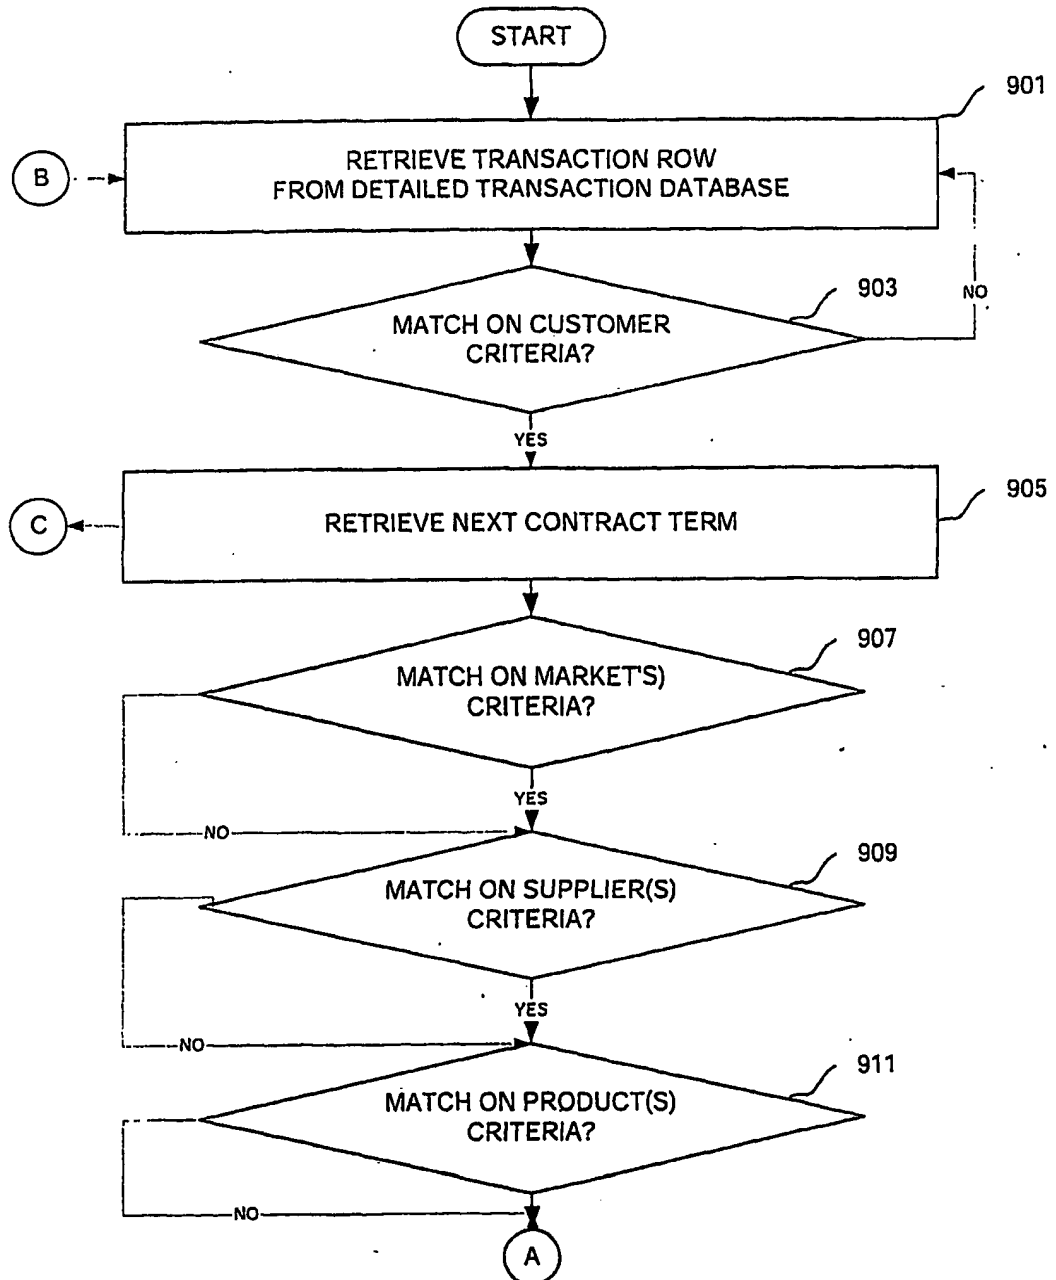 START
901
B
RETRIEVE TRANSACTION ROW
FROM DETAILED TRANSACTION DATABASE
903
NO
MATCH ON CUSTOMER
CRITERIA?
YES
905
C
RETRIEVE NEXT CONTRACT TERM
907
MATCH ON MARKET'S)
CRITERIA?
YES
NO
909
MATCH ON SUPPLIER(S)
CRITERIA?
YES
NO
911
MATCH ON PRODUCT(S)
CRITERIA?
NO
A